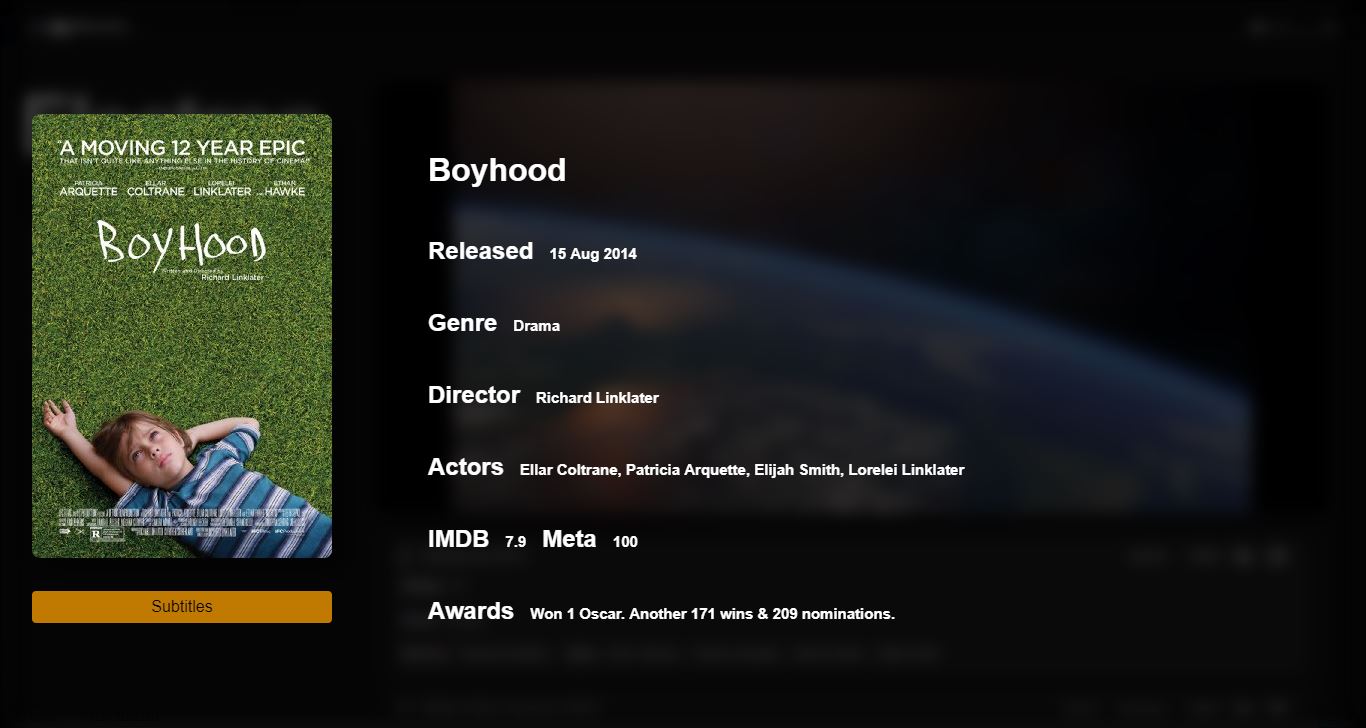 A MOVING 12 YEAR EPIC
THAT ISN'T QUITE LIKE ANYTHING ELSE IN THE HISTORY OF CINEMA
PATRICIA ARQUETTE ELLAR COLTRANE LORELEI LINKLATER AND ETHAN HAWKE
BOYHOOD
Written and Directed by
Richard Linklater
R
Subtitles
Boyhood
Released 15 Aug 2014
Genre Drama
Director Richard Linklater
Actors Ellar Coltrane, Patricia Arquette, Elijah Smith, Lorelei Linklater
IMDB 7.9 Meta 100
Awards Won 1 Oscar. Another 171 wins & 209 nominations.